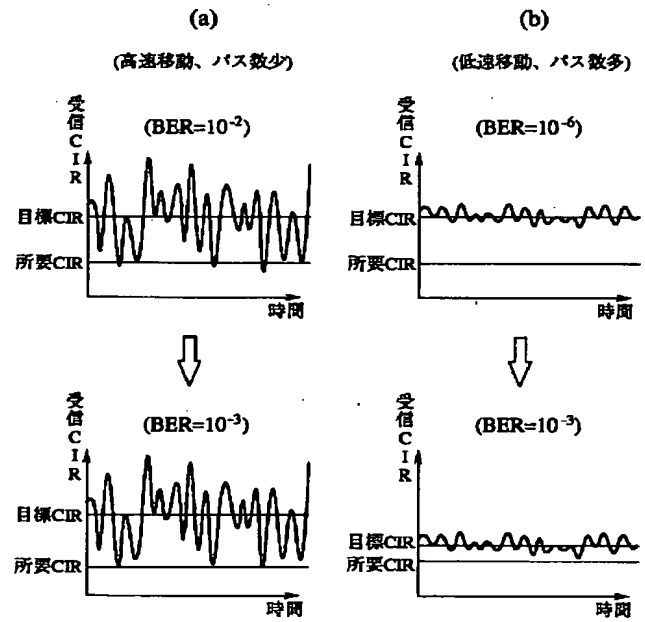 (a)
(高速移動、パス数少)
受信CIR
(BER=10⁻²)
目標CIR
所要CIR
時間
(b)
(低速移動、パス数多)
受信CIR
(BER=10⁻⁶)
目標CIR
所要CIR
時間
受信CIR
(BER=10⁻³)
目標CIR
所要CIR
時間
受信CIR
(BER=10⁻³)
目標CIR
所要CIR
時間